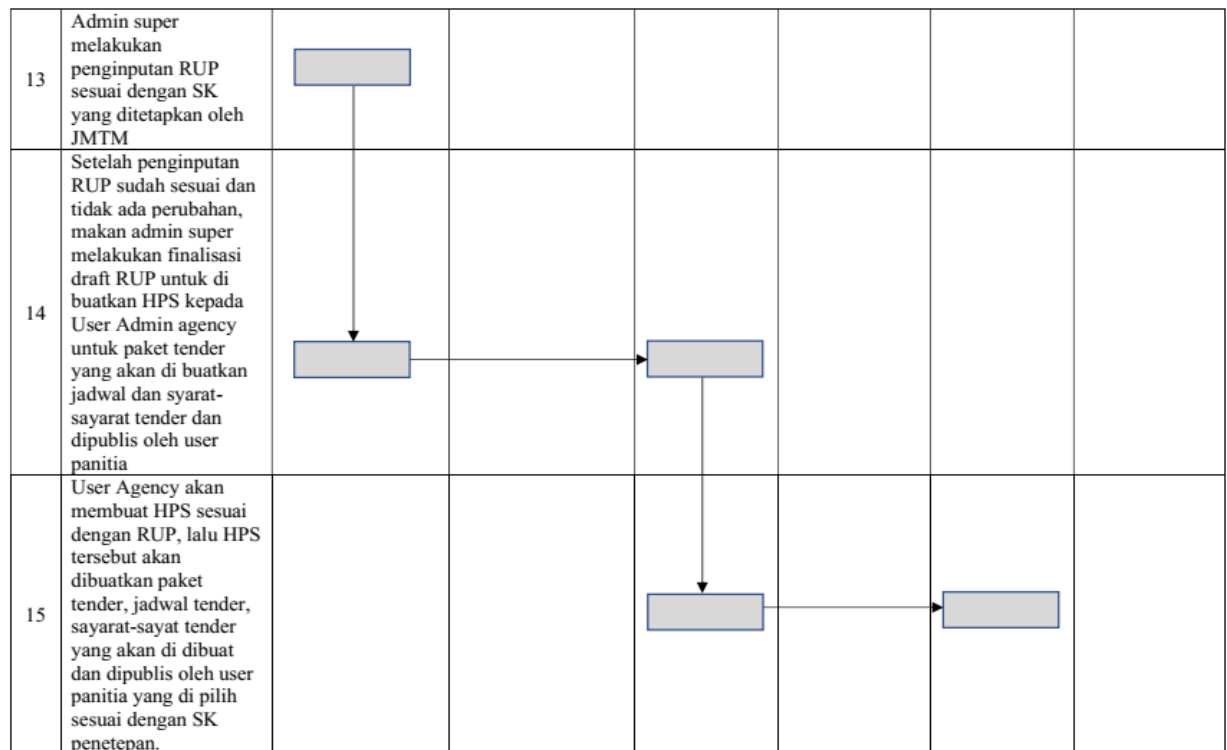 Admin super
melakukan
penginputan RUP
13
sesuai dengan SK
yang ditetapkan oleh
JMTM
Setelah penginputan
RUP sudah sesuai dan
tidak ada perubahan,
makan admin super
melakukan finalisasi
draft RUP untuk di
buatkan HPS kepada
14
User Admin agency
untuk paket tender
yang akan di buatkan
jadwal dan syarat-
sayarat tender dan
dipublis oleh user
panitia
User Agency akan
membuat HPS sesuai
dengan RUP, lalu HPS
tersebut akan
dibuatkan paket
tender, jadwal tender,
15
sayarat-sayat tender
yang akan di dibuat
dan dipublis oleh user
panitia yang di pilih
sesuai dengan SK
penetepan.